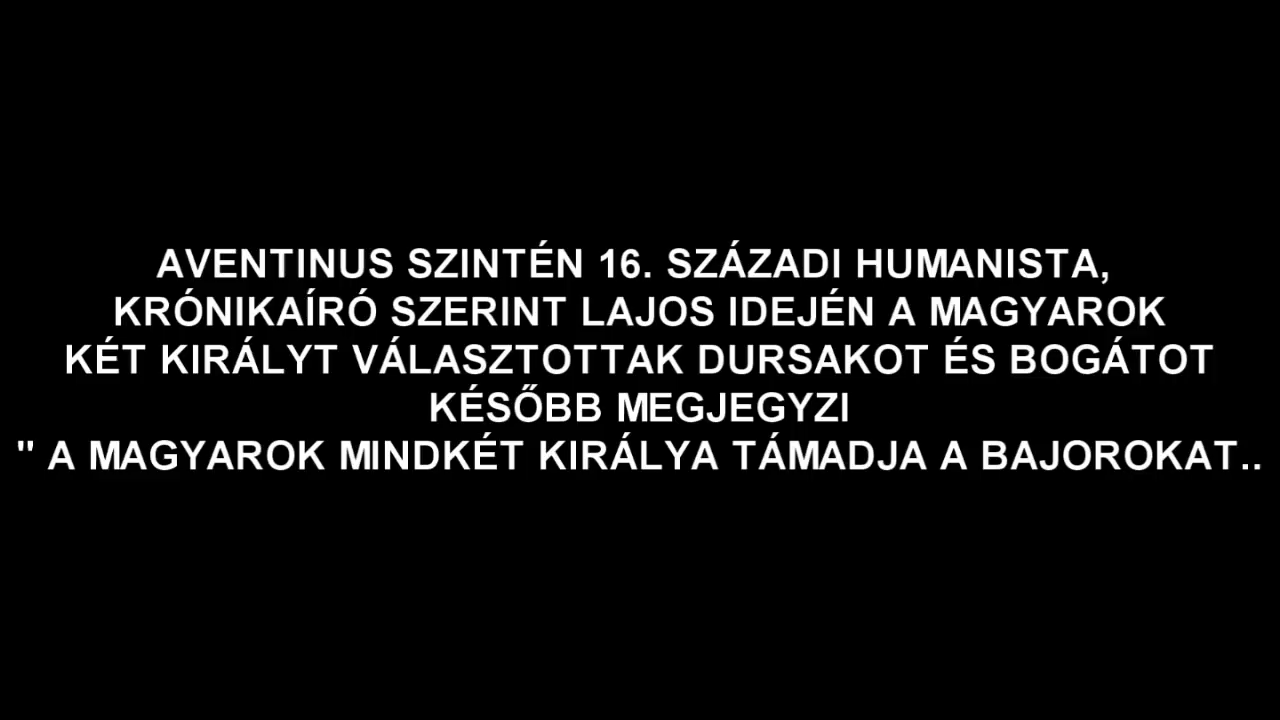 AVENTINUS SZINTÉN 16. SZÁZADI HUMANISTA,
KRÓNIKAÍRÓ SZERINT LAJOS IDEJÉN A MAGYAROK
KÉT KIRÁLYT VÁLASZTOTTAK DURSAKOT ÉS BOGÁTOT
KÉSŐBB MEGJEGYZI
" A MAGYAROK MINDKÉT KIRÁLYA TÁMADJA A BAJOROKAT..